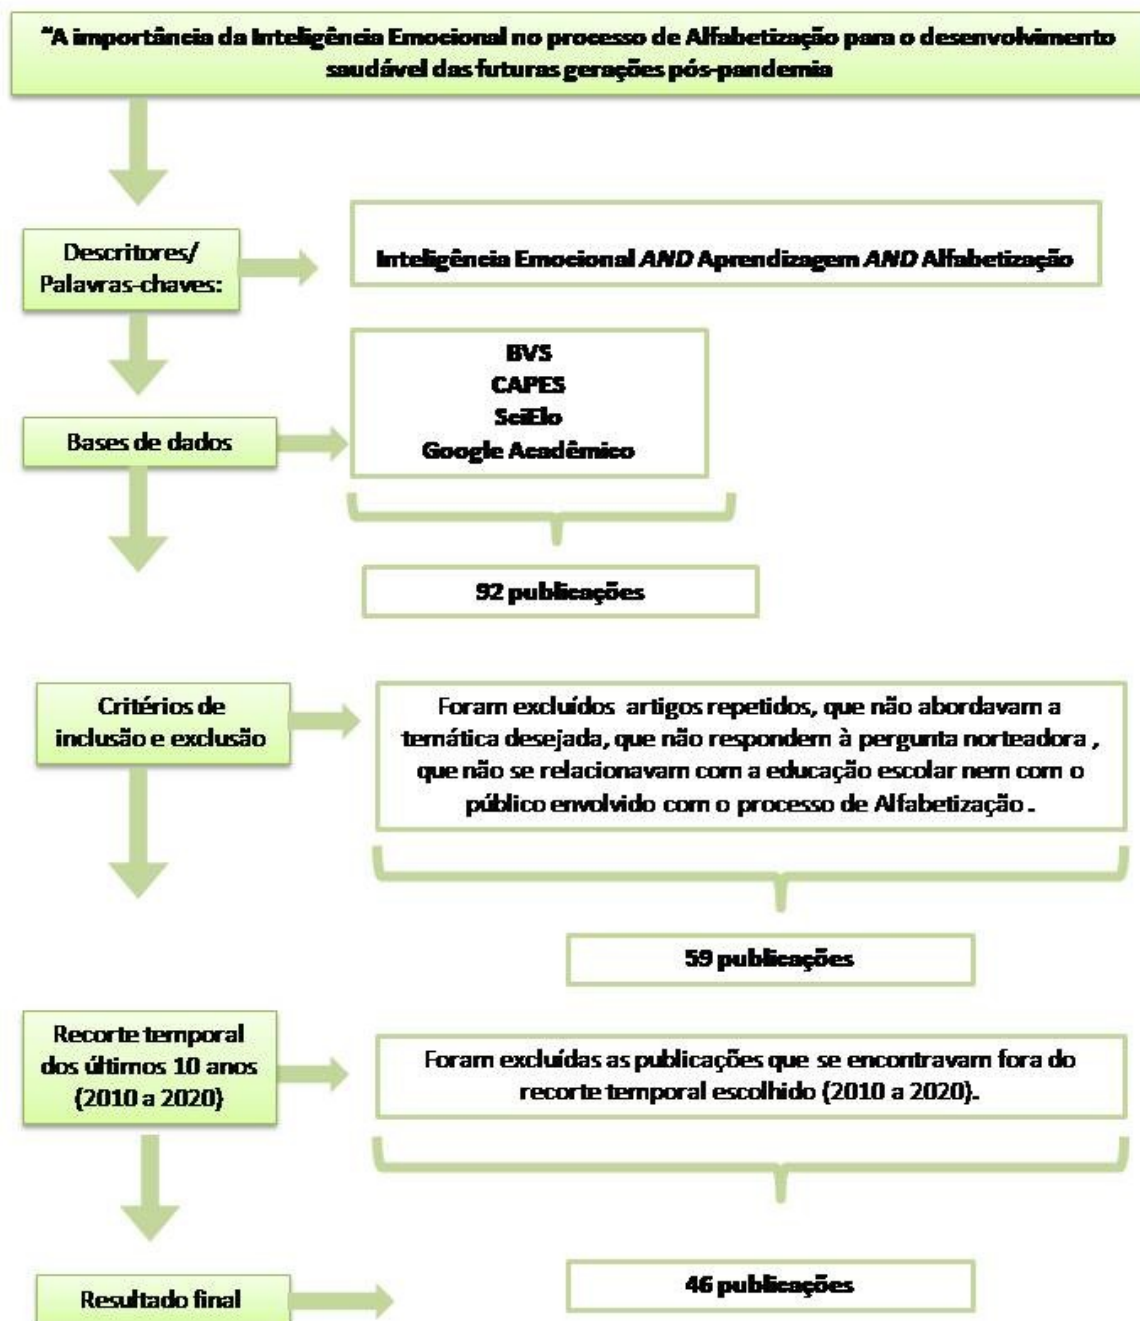 "A importância da Inteligência Emocional no processo de Alfabetização para o desenvolvimento
saudável das futuras gerações pós-pandemia
Descritores/
Palavras-chaves:
Inteligência Emocional AND Aprendizagem AND Alfabetização
Bases de dados
BVS
CAPES
SciElo
Google Acadêmico
92 publicações
Critérios de
inclusão e exclusão
Foram excluídos artigos repetidos, que não abordavam a
temática desejada, que não respondem à pergunta norteadora ,
que não se relacionavam com a educação escolar nem com o
público envolvido com o processo de Alfabetização .
59 publicações
Recorte temporal
dos últimos 10 anos
(2010 a 2020)
Foram excluídas as publicações que se encontravam fora do
recorte temporal escolhido (2010 a 2020).
Resultado final
46 publicações